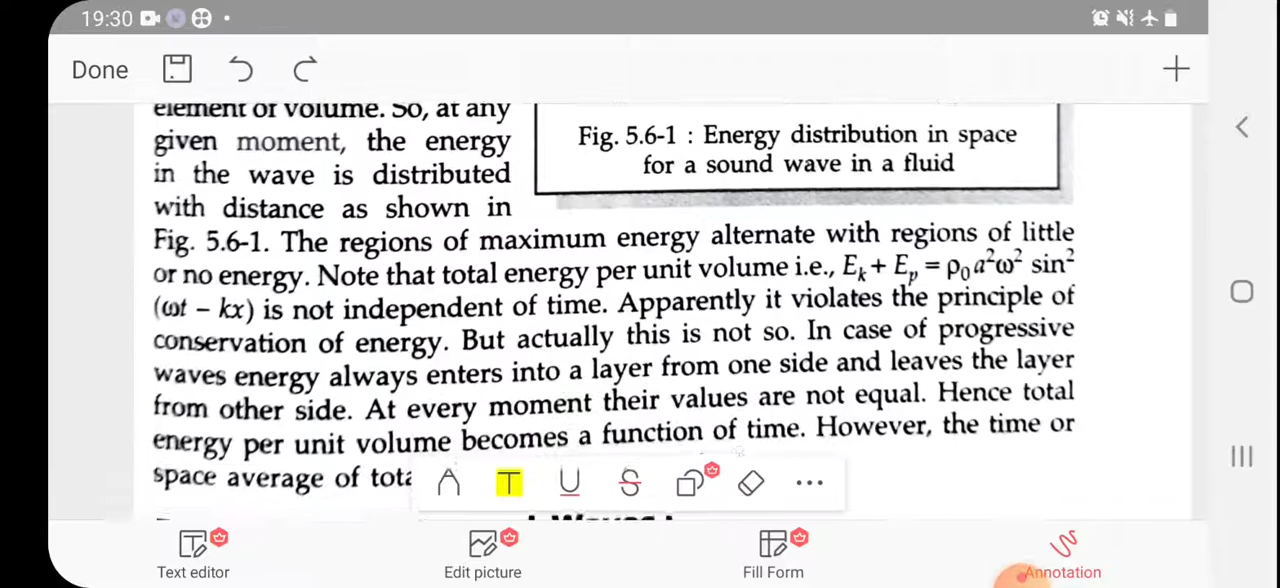 19:30
Done
element of volume. So, at any
given moment, the energy
in the wave is distributed
with distance as shown in
Fig. 5.6-1 : Energy distribution in space
for a sound wave in a fluid
Fig. 5.6-1. The regions of maximum energy alternate with regions of little
or no energy. Note that total energy per unit volume i.e., Eₖ + Eₚ = ρ₀a²ω² sin²
(ωt – kx) is not independent of time. Apparently it violates the principle of
conservation of energy. But actually this is not so. In case of progressive
waves energy always enters into a layer from one side and leaves the layer
from other side. At every moment their values are not equal. Hence total
energy per unit volume becomes a function of time. However, the time or
space average of
Text editor
Edit picture
Fill Form
Annotation